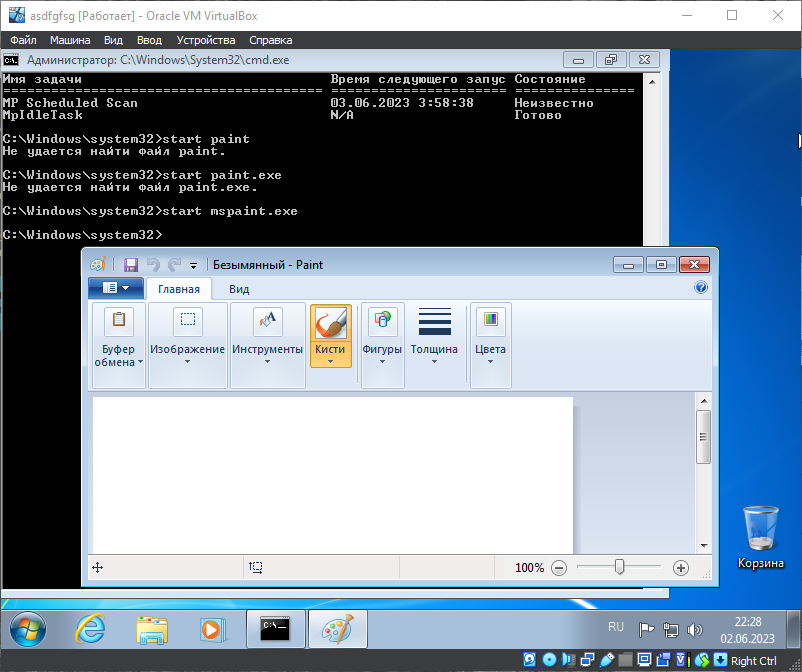 asdfgfsg [Работает] - Oracle VM VirtualBox
Файл Машина Вид Ввод Устройства Справка
Администратор: C:\Windows\System32\cmd.exe
Имя задачи Время следующего запус Состояние
======================================== ====================== ===============
MP Scheduled Scan 03.06.2023 3:58:38 Неизвестно
MpIdleTask N/A Готово
C:\Windows\system32>start paint
Не удается найти файл paint.
C:\Windows\system32>start paint.exe
Не удается найти файл paint.exe.
C:\Windows\system32>start mspaint.exe
C:\Windows\system32>
Безымянный - Paint
Главная Вид
Буфер обмена
Изображение
Инструменты
Кисти
Фигуры
Толщина
Цвета
100%
Корзина
RU
22:28
02.06.2023
Right Ctrl